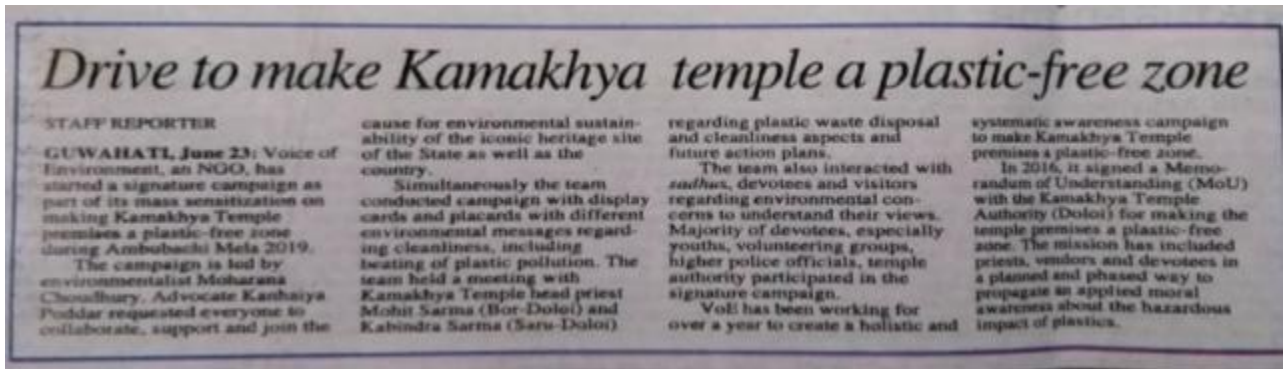 Drive to make Kamakhya temple a plastic-free zone
STAFF REPORTER
GUWAHATI, June 23: Voice of
Environment, an NGO, has
started a signature campaign as
part of its mass sensitization on
making Kamakhya Temple
premises a plastic-free zone
during Ambubachi Mela 2019.
The campaign is led by
environmentalist Moharana
Choudhury. Advocate Kanhaiya
Poddar requested everyone to
collaborate, support and join the
cause for environmental sustain-
ability of the iconic heritage site
of the State as well as the
country.
Simultaneously the team
conducted campaign with display
cards and placards with different
environmental messages regard-
ing cleanliness, including
beating of plastic pollution. The
team held a meeting with
Kamakhya Temple head priest
Mohit Sarma (Bor-Doloi) and
Kabindra Sarma (Saru-Doloi)
regarding plastic waste disposal
and cleanliness aspects and
future action plans.
The team also interacted with
sadhus, devotees and visitors
regarding environmental con-
cerns to understand their views.
Majority of devotees, especially
youths, volunteering groups,
higher police officials, temple
authority participated in the
signature campaign.
VoE has been working for
over a year to create a holistic and
systematic awareness campaign
to make Kamakhya Temple
premises a plastic-free zone.
In 2016, it signed a Memo-
randum of Understanding (MoU)
with the Kamakhya Temple
Authority (Doloi) for making the
temple premises a plastic-free
zone. The mission has included
priests, vendors and devotees in
a planned and phased way to
propagate an applied moral
awareness about the hazardous
impact of plastics.